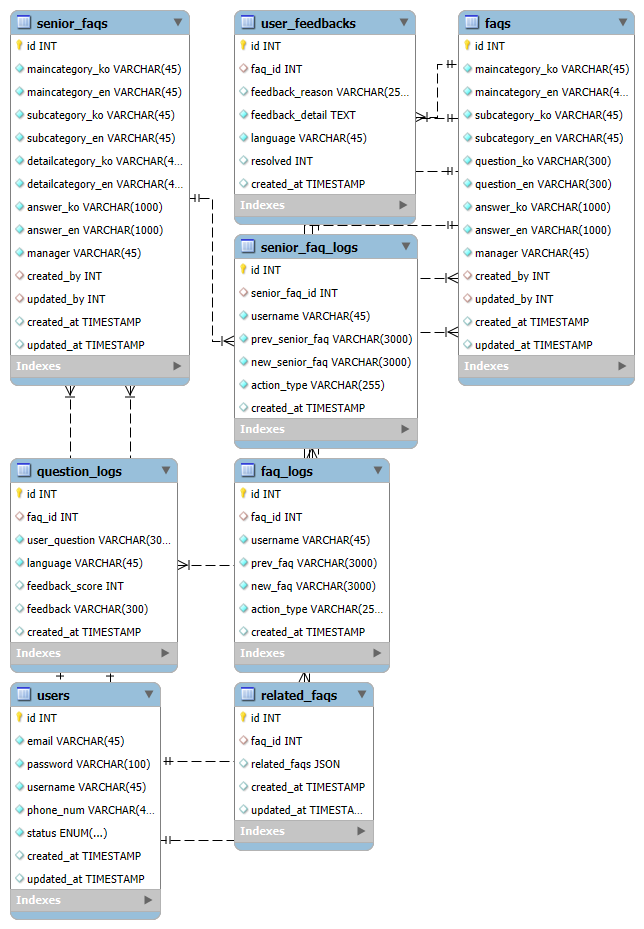 senior_faqs
id INT
maincategory_ko VARCHAR(45)
maincategory_en VARCHAR(45)
subcategory_ko VARCHAR(45)
subcategory_en VARCHAR(45)
detailcategory_ko VARCHAR(4...
detailcategory_en VARCHAR(4...
answer_ko VARCHAR(1000)
answer_en VARCHAR(1000)
manager VARCHAR(45)
created_by INT
updated_by INT
created_at TIMESTAMP
updated_at TIMESTAMP
Indexes
user_feedbacks
id INT
faq_id INT
feedback_reason VARCHAR(25...
feedback_detail TEXT
language VARCHAR(45)
resolved INT
created_at TIMESTAMP
Indexes
faqs
id INT
maincategory_ko VARCHAR(45)
maincategory_en VARCHAR(4...
subcategory_ko VARCHAR(45)
subcategory_en VARCHAR(45)
question_ko VARCHAR(300)
question_en VARCHAR(300)
answer_ko VARCHAR(1000)
answer_en VARCHAR(1000)
manager VARCHAR(45)
created_by INT
updated_by INT
created_at TIMESTAMP
updated_at TIMESTAMP
Indexes
senior_faq_logs
id INT
senior_faq_id INT
username VARCHAR(45)
prev_senior_faq VARCHAR(3000)
new_senior_faq VARCHAR(3000)
action_type VARCHAR(255)
created_at TIMESTAMP
Indexes
question_logs
id INT
faq_id INT
user_question VARCHAR(30...
language VARCHAR(45)
feedback_score INT
feedback VARCHAR(300)
created_at TIMESTAMP
Indexes
faq_logs
id INT
faq_id INT
username VARCHAR(45)
prev_faq VARCHAR(3000)
new_faq VARCHAR(3000)
action_type VARCHAR(25...
created_at TIMESTAMP
Indexes
users
id INT
email VARCHAR(45)
password VARCHAR(100)
username VARCHAR(45)
phone_num VARCHAR(4...
status ENUM(...)
created_at TIMESTAMP
updated_at TIMESTAMP
Indexes
related_faqs
id INT
faq_id INT
related_faqs JSON
created_at TIMESTAMP
updated_at TIMESTA...
Indexes